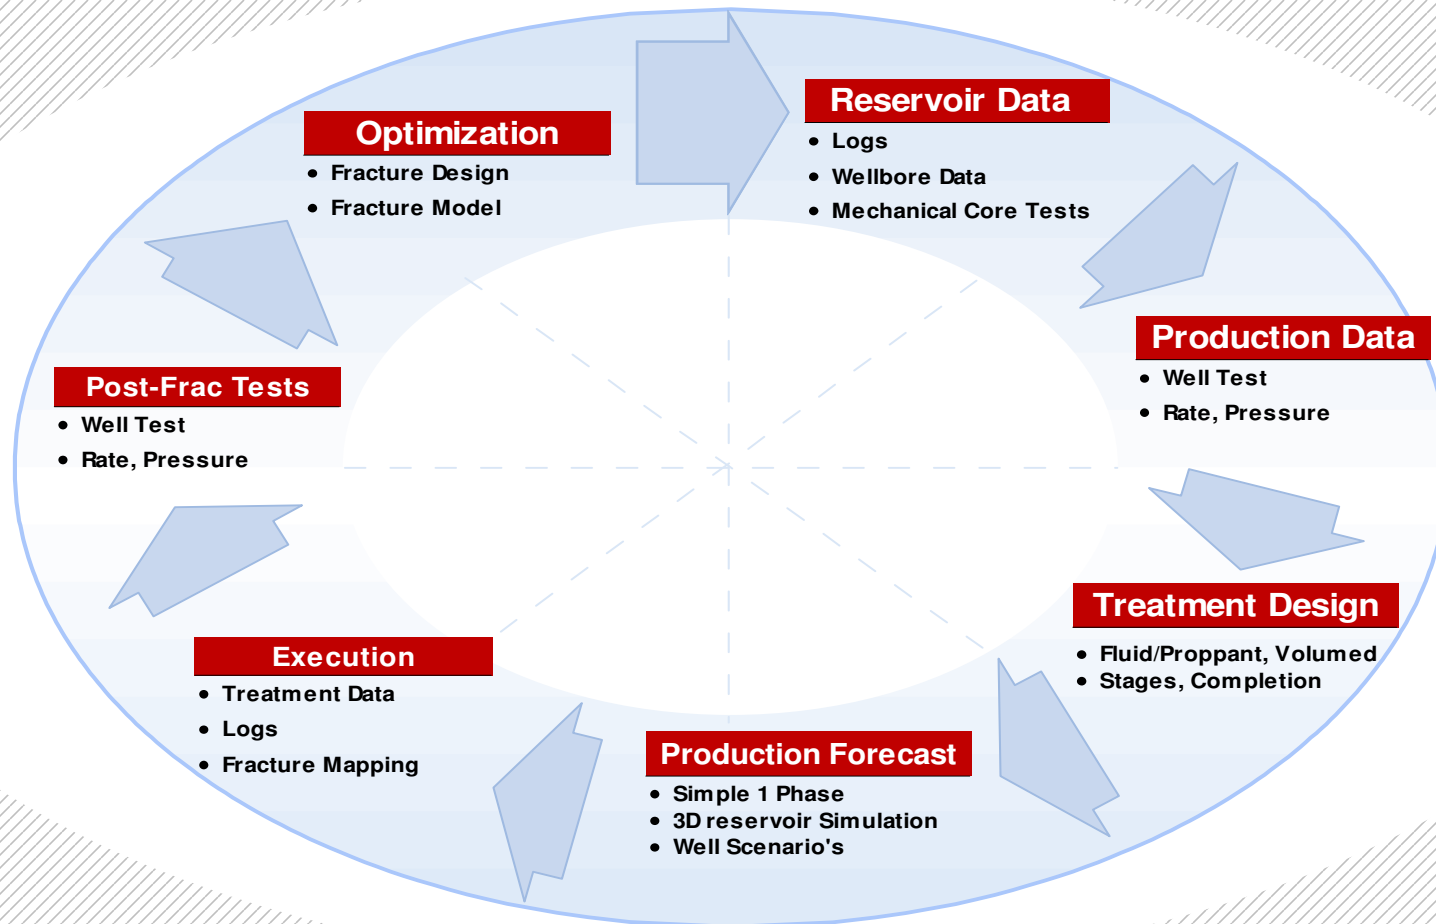 Reservoir Data
• Logs
• Wellbore Data
• Mechanical Core Tests
Production Data
• Well Test
• Rate, Pressure
Treatment Design
• Fluid/Proppant, Volumed
• Stages, Completion
Production Forecast
• Simple 1 Phase
• 3D reservoir Simulation
• Well Scenario's
Execution
• Treatment Data
• Logs
• Fracture Mapping
Post-Frac Tests
• Well Test
• Rate, Pressure
Optimization
• Fracture Design
• Fracture Model